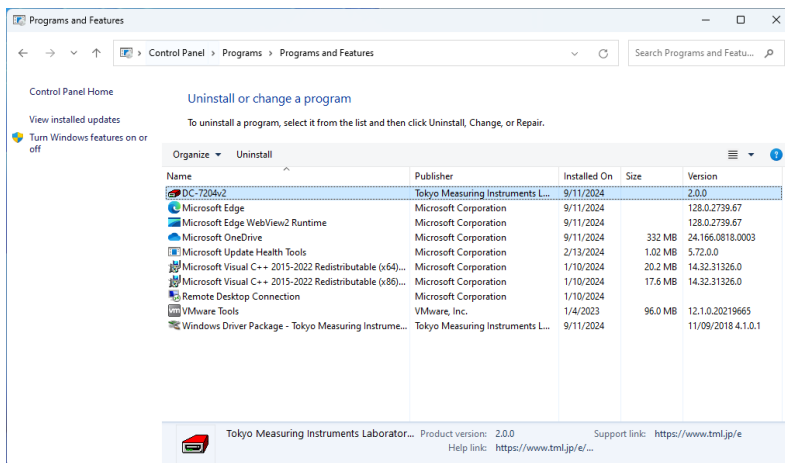 Programs and Features
Control Panel > Programs > Programs and Features
Search Programs and Featu...
Control Panel Home
View installed updates
Turn Windows features on or
off
Uninstall or change a program
To uninstall a program, select it from the list and then click Uninstall, Change, or Repair.
Organize Uninstall
Name Publisher Installed On Size Version
DC-7204v2 Tokyo Measuring Instruments L... 9/11/2024 2.0.0
Microsoft Edge Microsoft Corporation 9/11/2024 128.0.2739.67
Microsoft Edge WebView2 Runtime Microsoft Corporation 9/11/2024 128.0.2739.67
Microsoft OneDrive Microsoft Corporation 9/11/2024 332 MB 24.166.0818.0003
Microsoft Update Health Tools Microsoft Corporation 2/13/2024 1.02 MB 5.72.0.0
Microsoft Visual C++ 2015-2022 Redistributable (x64)... Microsoft Corporation 1/10/2024 20.2 MB 14.32.31326.0
Microsoft Visual C++ 2015-2022 Redistributable (x86)... Microsoft Corporation 1/10/2024 17.6 MB 14.32.31326.0
Remote Desktop Connection Microsoft Corporation 1/10/2024
vm VMware Tools VMware, Inc. 1/4/2023 96.0 MB 12.1.0.20219665
Windows Driver Package - Tokyo Measuring Instrume... Tokyo Measuring Instruments L... 9/11/2024 11/09/2018 4.1.0.1
Tokyo Measuring Instruments Laborator... Product version: 2.0.0 Support link: https://www.tml.jp/e
Help link: https://www.tml.jp/e/...